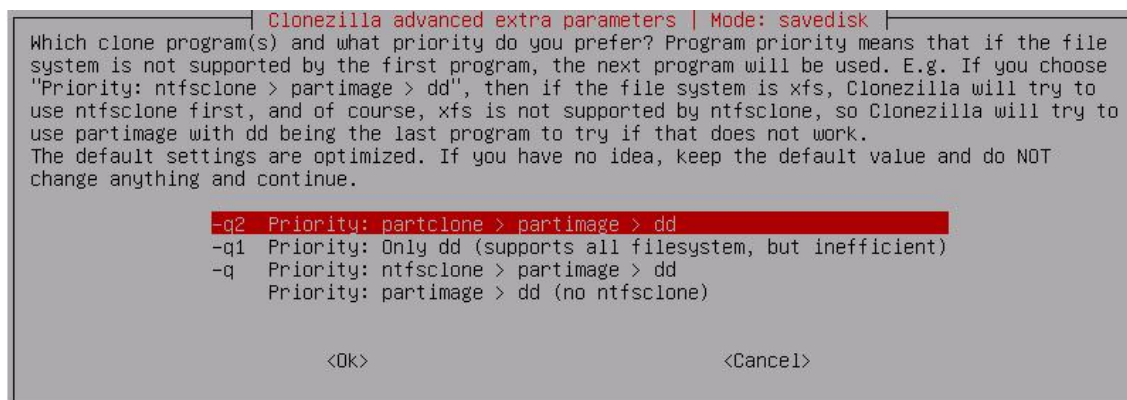 Clonezilla advanced extra parameters | Mode: savedisk
Which clone program(s) and what priority do you prefer? Program priority means that if the file
system is not supported by the first program, the next program will be used. E.g. If you choose
"Priority: ntfsclone > partimage > dd", then if the file system is xfs, Clonezilla will try to
use ntfsclone first, and of course, xfs is not supported by ntfsclone, so Clonezilla will try to
use partimage with dd being the last program to try if that does not work.
The default settings are optimized. If you have no idea, keep the default value and do NOT
change anything and continue.
-q2 Priority: partclone > partimage > dd
-q1 Priority: Only dd (supports all filesystem, but inefficient)
-q Priority: ntfsclone > partimage > dd
Priority: partimage > dd (no ntfsclone)
<Ok> <Cancel>